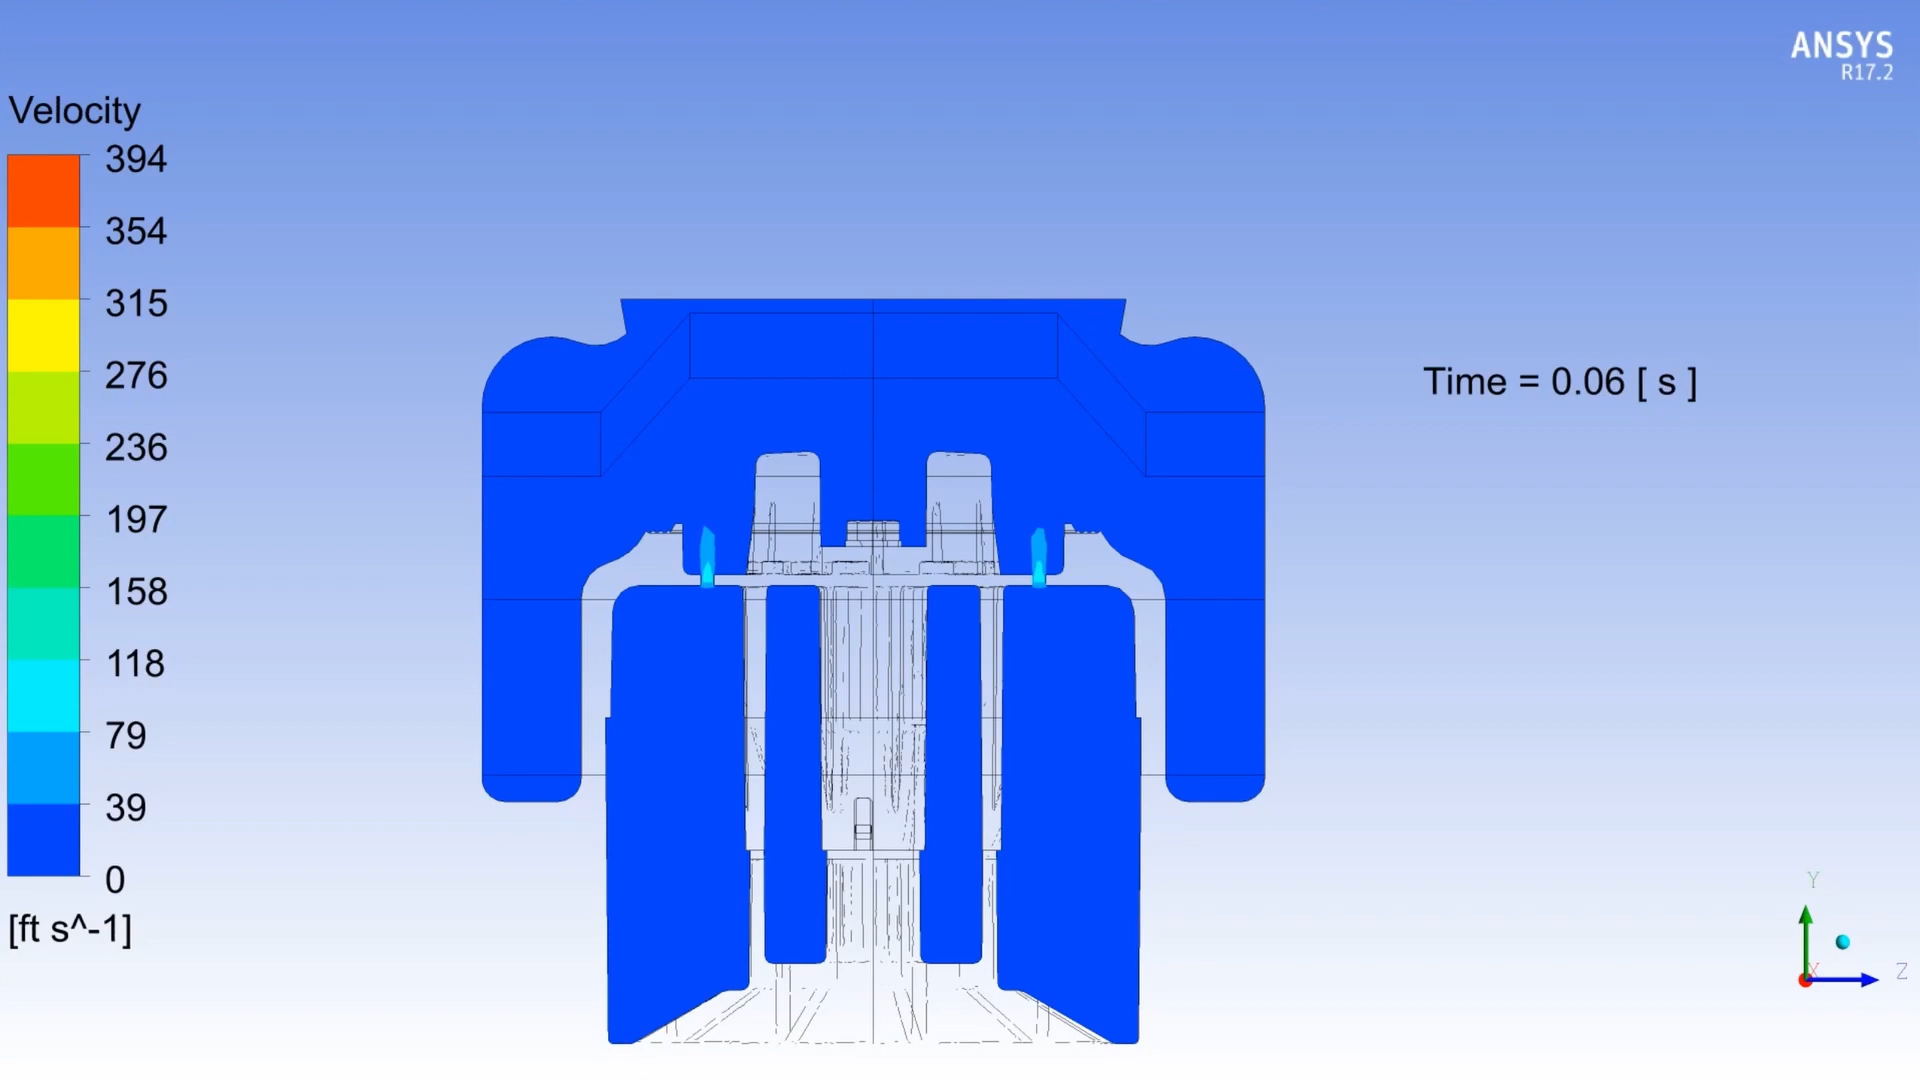 ANSYS
R17.2
Velocity
394
354
315
276
236
197
158
118
79
39
0
[ft s^-1]
Time = 0.06 [ s ]
Y
X
Z